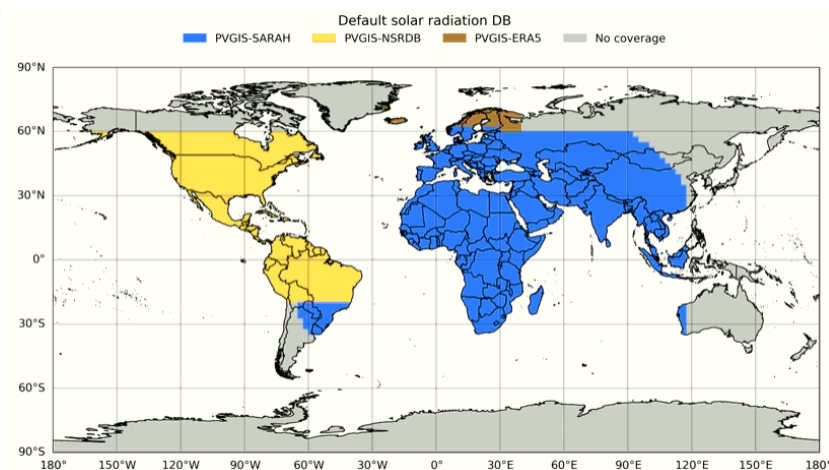 Default solar radiation DB
PVGIS-SARAH PVGIS-NSRDB PVGIS-ERA5 No coverage
90°N
60°N
30°N
0°
30°S
60°S
90°S
180° 150°W 120°W 90°W 60°W 30°W 0° 30°E 60°E 90°E 120°E 150°E 180°